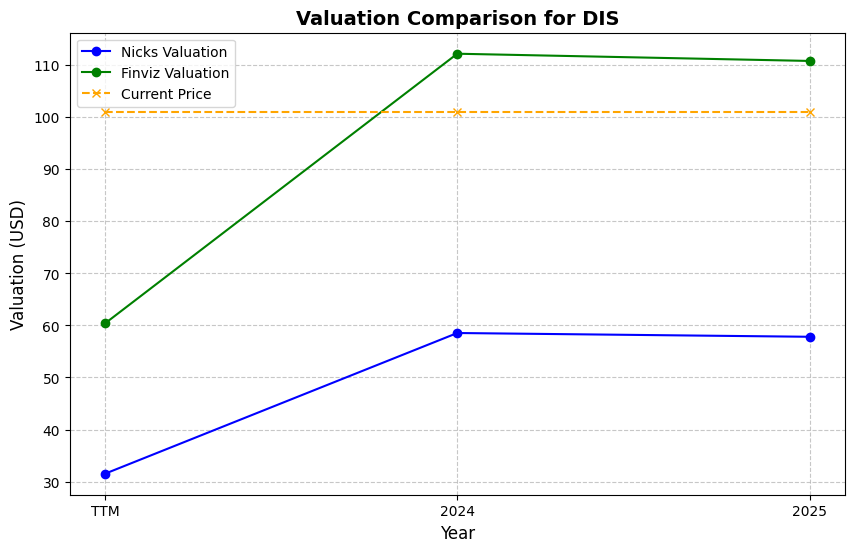 Valuation Comparison for DIS
Nicks Valuation
Finviz Valuation
Current Price
Valuation (USD)
110
100
90
80
70
60
50
40
30
TTM
2024
2025
Year